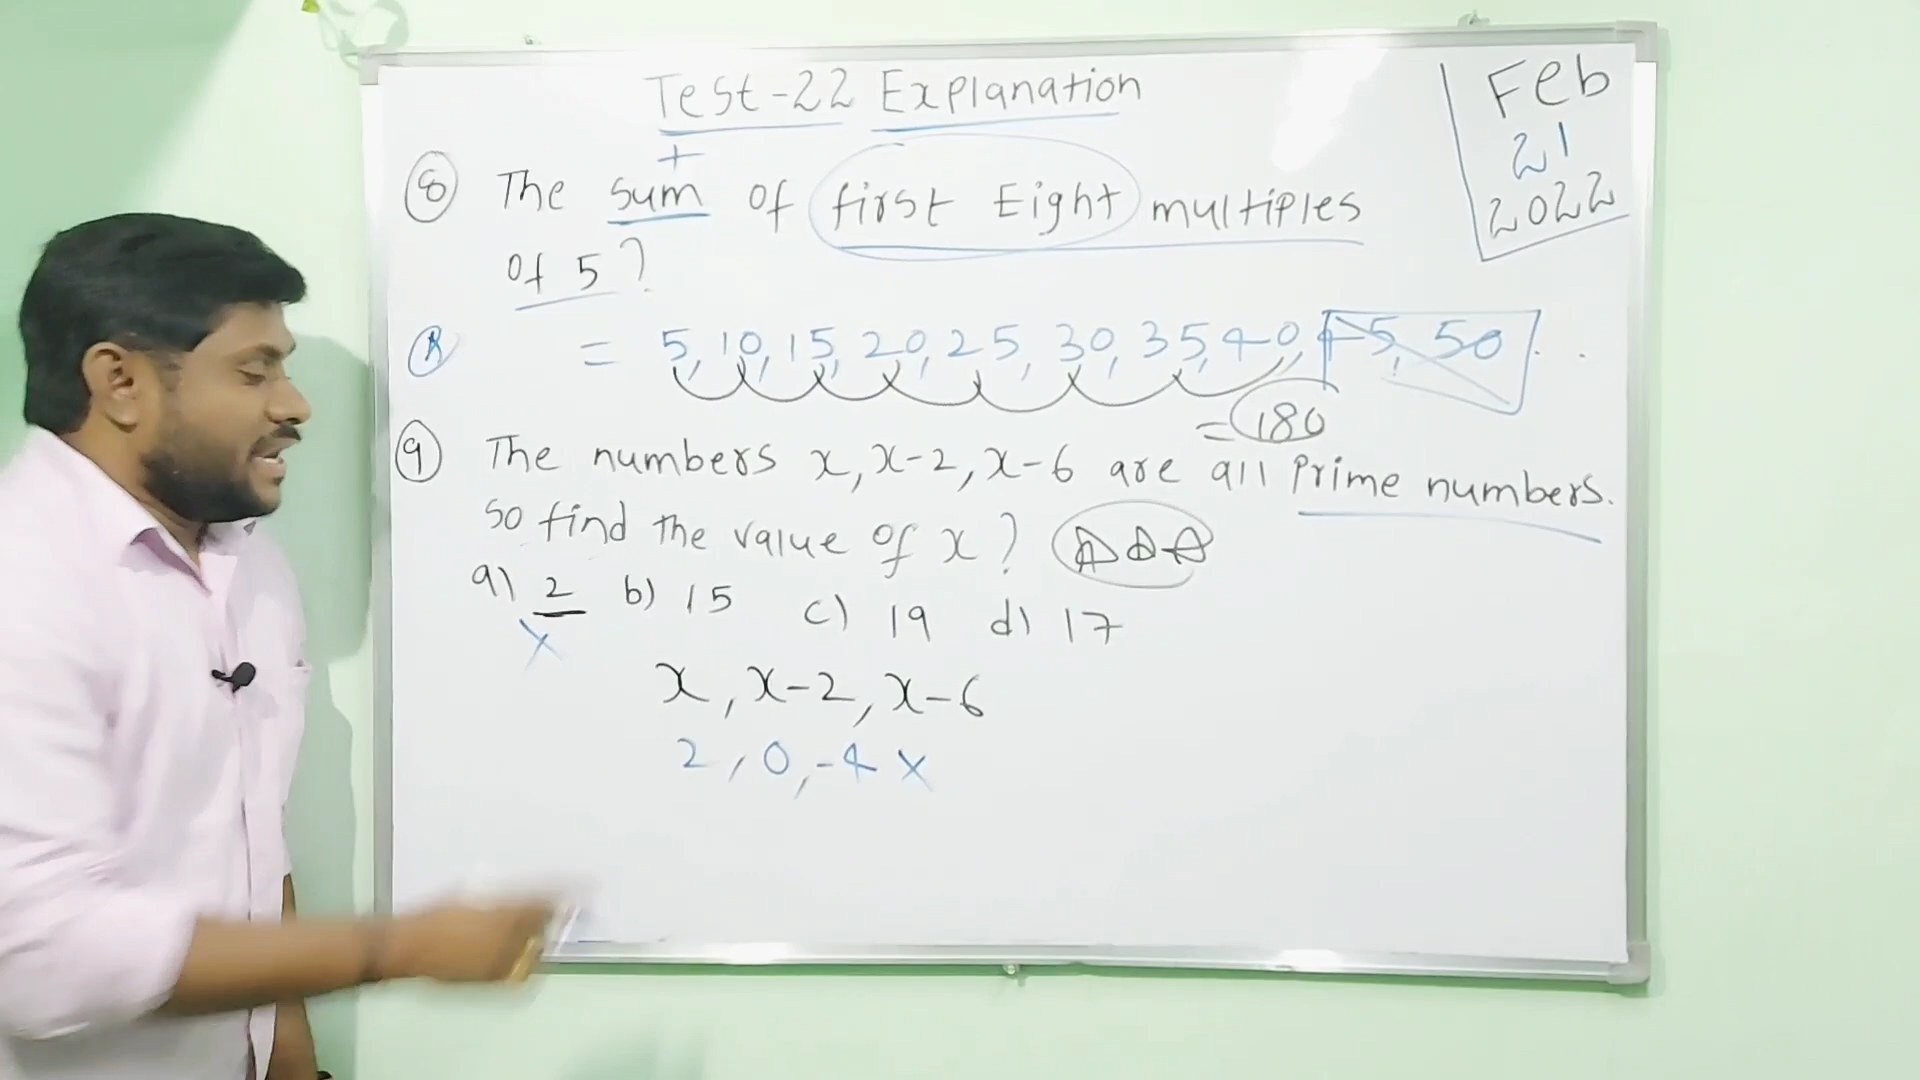 Test-22 Explanation
Feb
21
2022
+
⑧ The sum of first Eight multiples
of 5?
A = 5, 10, 15, 20, 25, 30, 35, 40, 45, 50 . .
= 180
⑨ The numbers x, x-2, x-6 are all prime numbers.
so find the value of x?
a) 2 b) 15 c) 19 d) 17
x
x, x-2, x-6
2, 0, -4 x